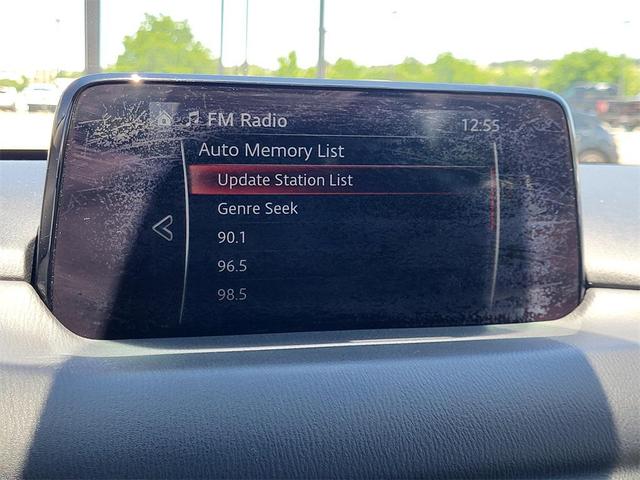 FM Radio
12:55
Auto Memory List
Update Station List
Genre Seek
90.1
96.5
98.5